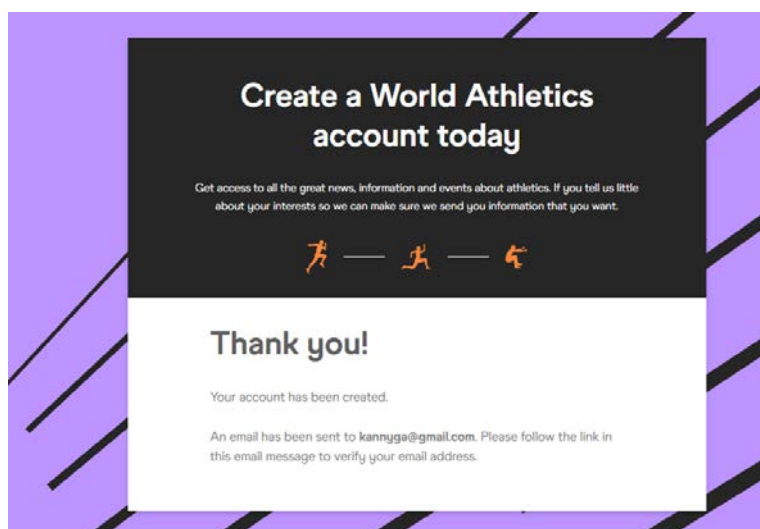 Create a World Athletics
account today
Get access to all the great news, information and events about athletics. If you tell us little
about your interests so we can make sure we send you information that you want.
Thank you!
Your account has been created.
An email has been sent to kannyga@gmail.com. Please follow the link in
this email message to verify your email address.